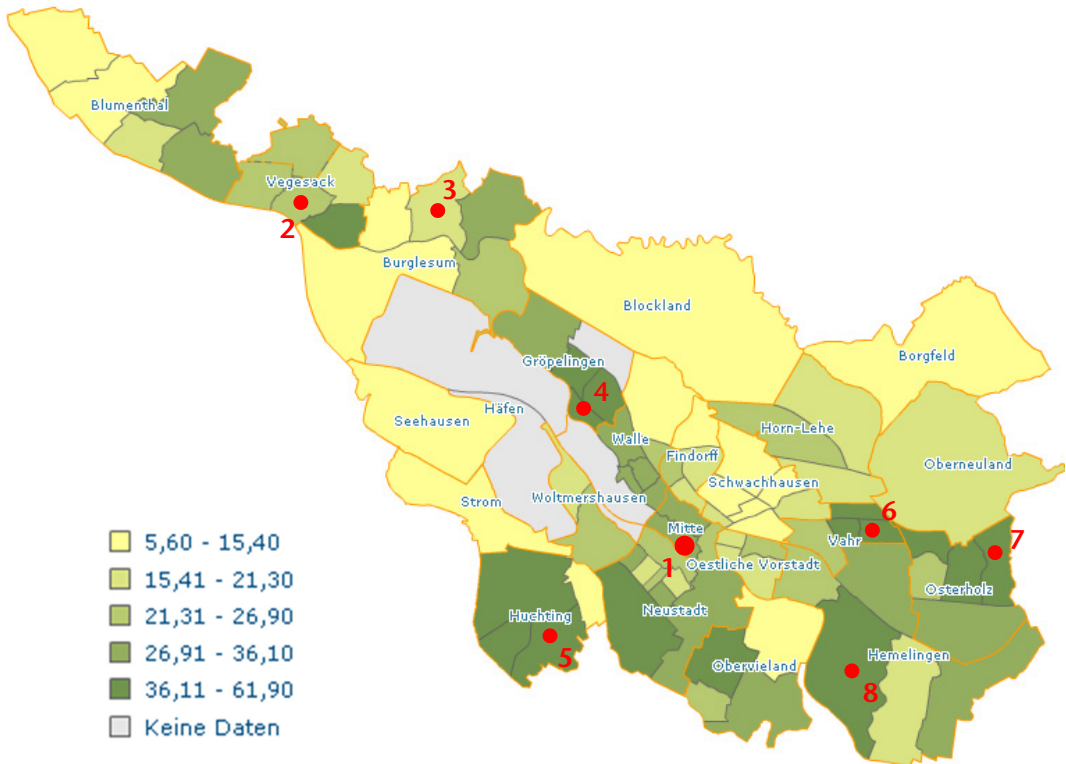 Blumenthal
Vegesack
3
2
Burglesum
Blockland
Borgfeld
Gröpelingen
4
Häfen
Seehausen
Walle
Horn-Lehe
Findorff
Oberneuland
Schwachhausen
Strom
Woltmershausen
6
Mitte
Vahr
7
1
Oestliche Vorstadt
Osterholz
Neustadt
Huchting
5
Obervieland
Hemelingen
8
5,60 - 15,40
15,41 - 21,30
21,31 - 26,90
26,91 - 36,10
36,11 - 61,90
Keine Daten